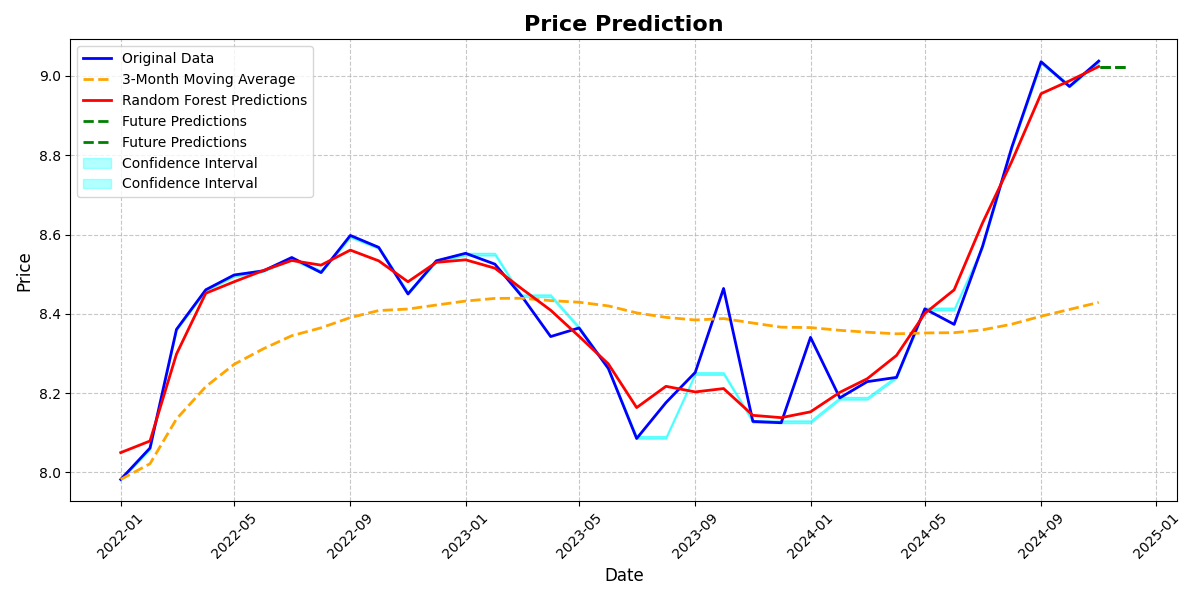 Price Prediction
Original Data
3-Month Moving Average
Random Forest Predictions
Future Predictions
Future Predictions
Confidence Interval
Confidence Interval
Price
9.0
8.8
8.6
8.4
8.2
8.0
2022-01
2022-05
2022-09
2023-01
2023-05
2023-09
2024-01
2024-05
2024-09
2025-01
Date